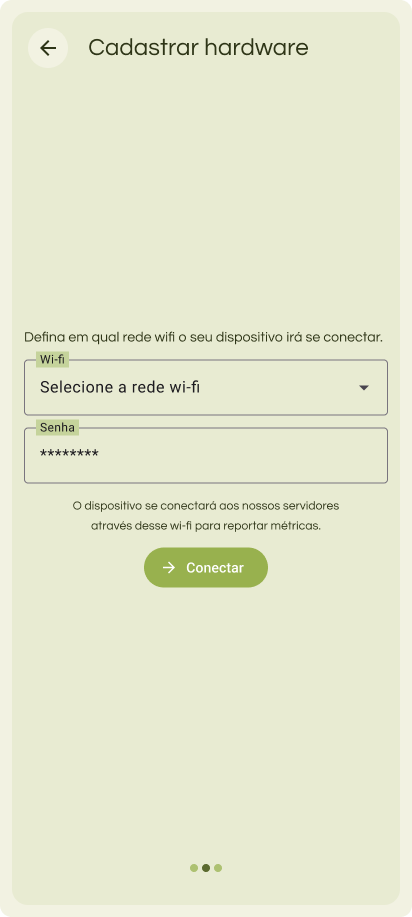 Cadastrar hardware
Defina em qual rede wifi o seu dispositivo irá se conectar.
Wi-fi
Selecione a rede wi-fi
Senha
********
O dispositivo se conectará aos nossos servidores
através desse wi-fi para reportar métricas.
Conectar